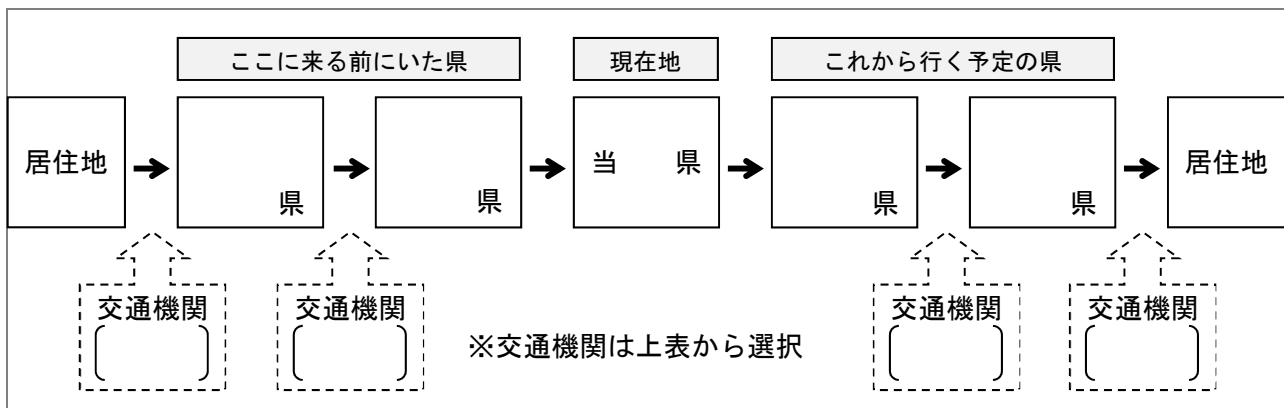 ここに来る前にいた県 現在地 これから行く予定の県
居住地 県 県 当 県 県 県 居住地
交通機関 交通機関 交通機関 交通機関
※交通機関は上表から選択